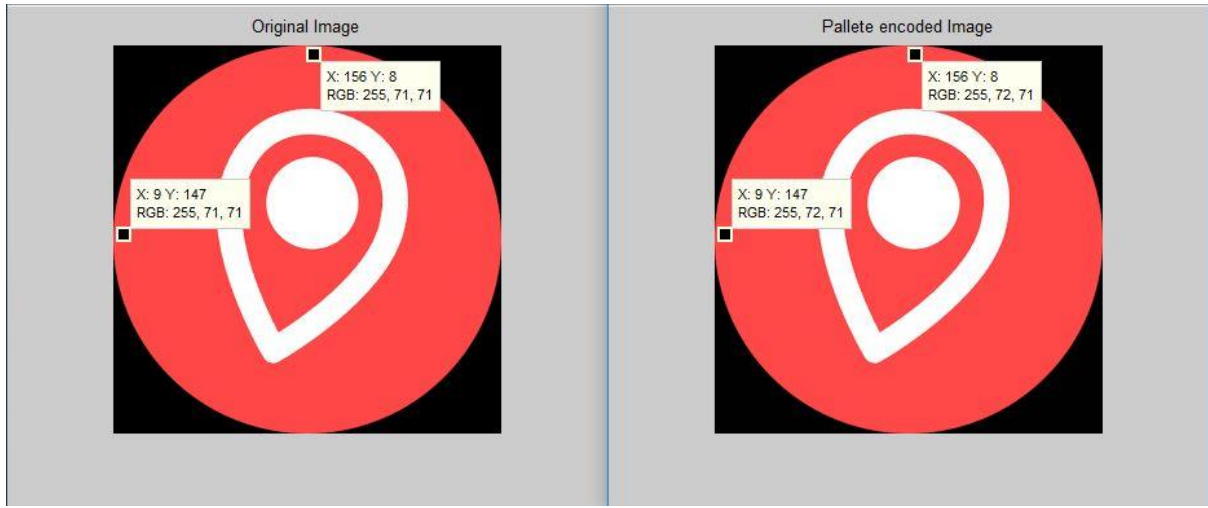 Original Image
X: 156 Y: 8
RGB: 255, 71, 71
X: 9 Y: 147
RGB: 255, 71, 71
Pallete encoded Image
X: 156 Y: 8
RGB: 255, 72, 71
X: 9 Y: 147
RGB: 255, 72, 71